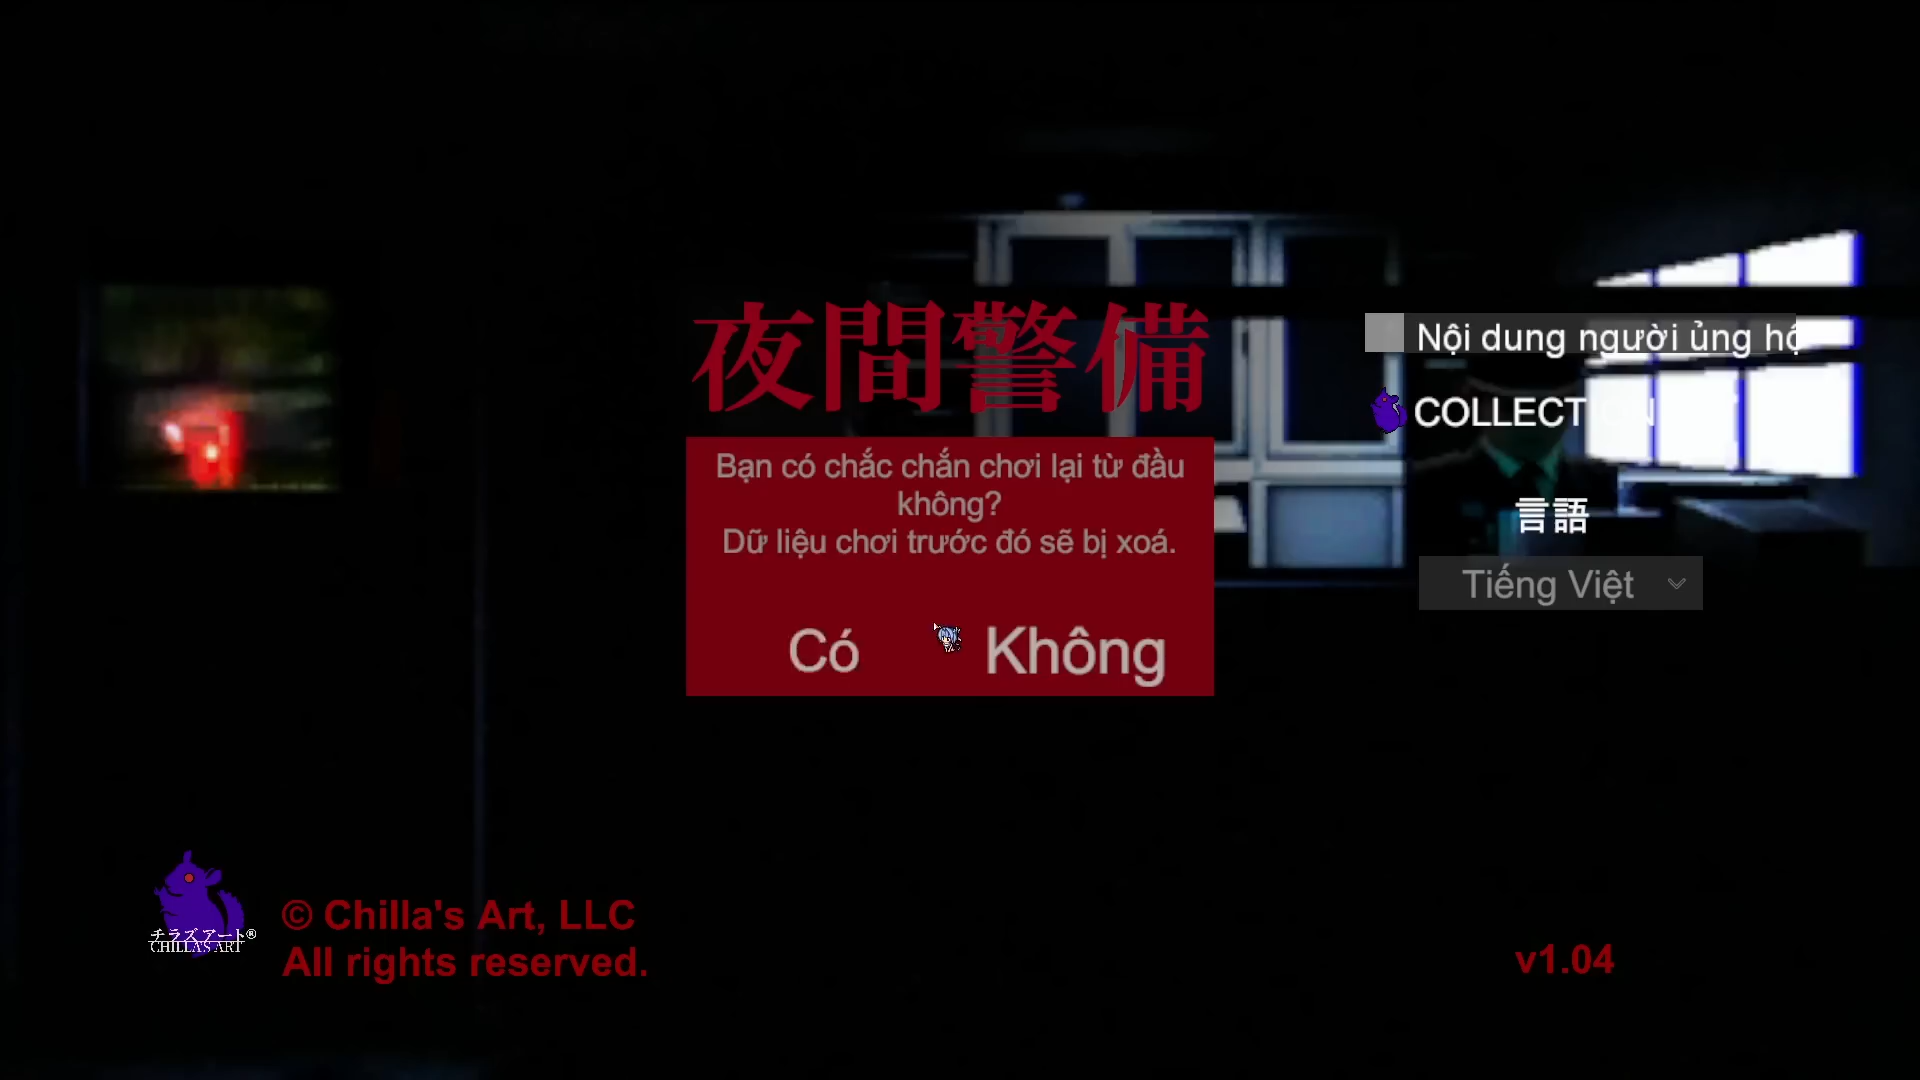 夜間警備
Bạn có chắc chắn chơi lại từ đầu
không?
Dữ liệu chơi trước đó sẽ bị xoá.
Có
Không
Nội dung người ủng hộ
COLLECTION
言語
Tiếng Việt
チラズアート®
CHILLA'S ART
© Chilla's Art, LLC
All rights reserved.
v1.04